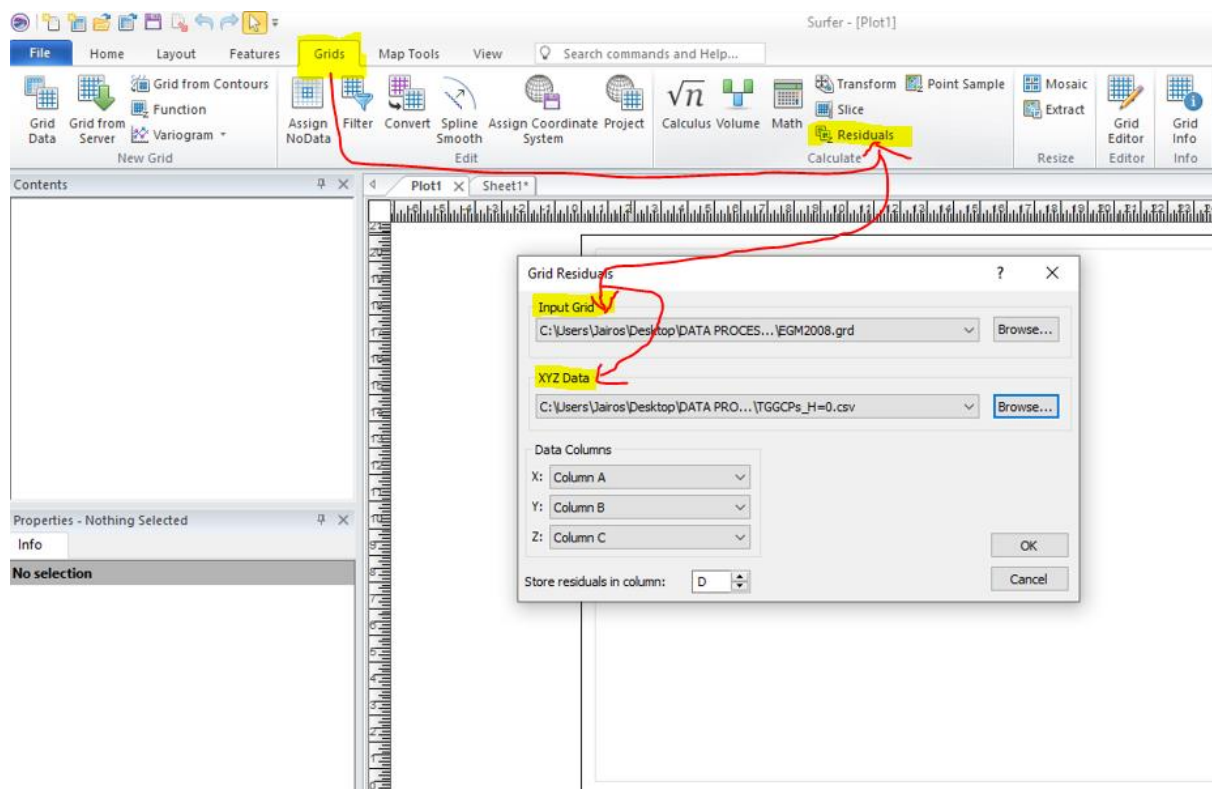 Surfer - [Plot1]
File Home Layout Features Grids Map Tools View Search commands and Help...
Grid Data
Grid from Server
Grid from Contours
Function
Variogram
New Grid
Assign NoData
Filter
Convert
Spline Smooth
Assign Coordinate System
Project
Edit
Calculus
Volume
Math
Transform
Slice
Residuals
Point Sample
Calculate
Mosaic
Extract
Resize
Grid Editor
Editor
Grid Info
Info
Contents
Plot1 Sheet1*
Grid Residuals
Input Grid
C:\Users\Jairos\Desktop\DATA PROCES...\EGM2008.grd Browse...
XYZ Data
C:\Users\Jairos\Desktop\DATA PRO...\TGGCPs_H=0.csv Browse...
Data Columns
X: Column A
Y: Column B
Z: Column C
OK
Store residuals in column: D
Cancel
Properties - Nothing Selected
Info
No selection